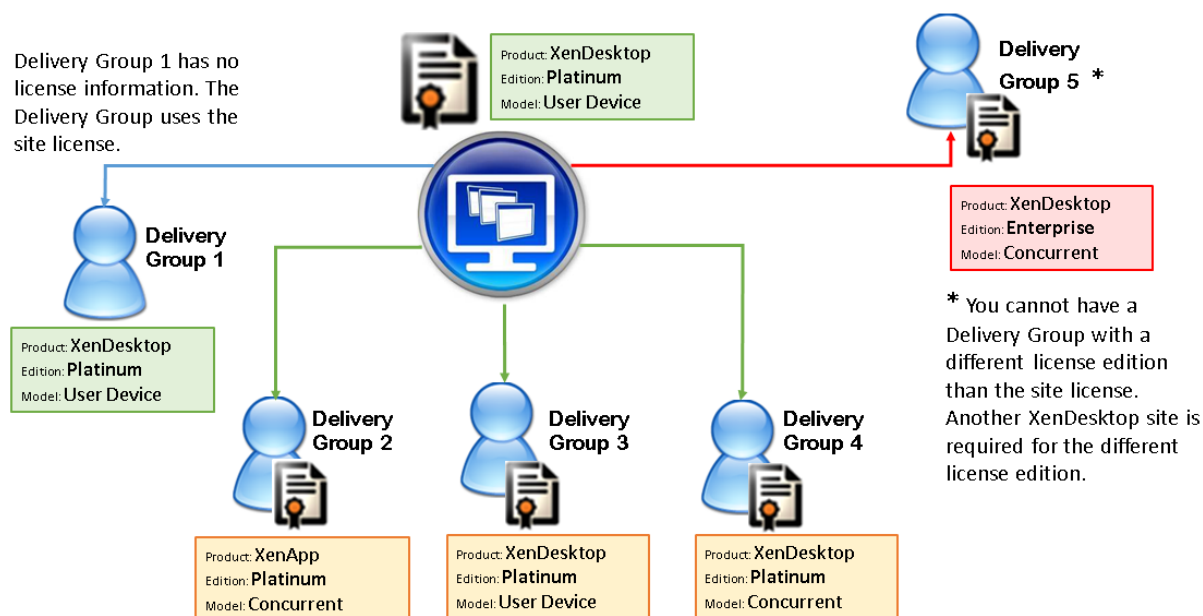 Delivery Group 1 has no
license information. The
Delivery Group uses the
site license.
Product: XenDesktop
Edition: Platinum
Model: User Device
Delivery
Group 5 *
Product: XenDesktop
Edition: Enterprise
Model: Concurrent
* You cannot have a
Delivery Group with a
different license edition
than the site license.
Another XenDesktop site is
required for the different
license edition.
Delivery
Group 1
Product: XenDesktop
Edition: Platinum
Model: User Device
Delivery
Group 2
Product: XenApp
Edition: Platinum
Model: Concurrent
Delivery
Group 3
Product: XenDesktop
Edition: Platinum
Model: User Device
Delivery
Group 4
Product: XenDesktop
Edition: Platinum
Model: Concurrent